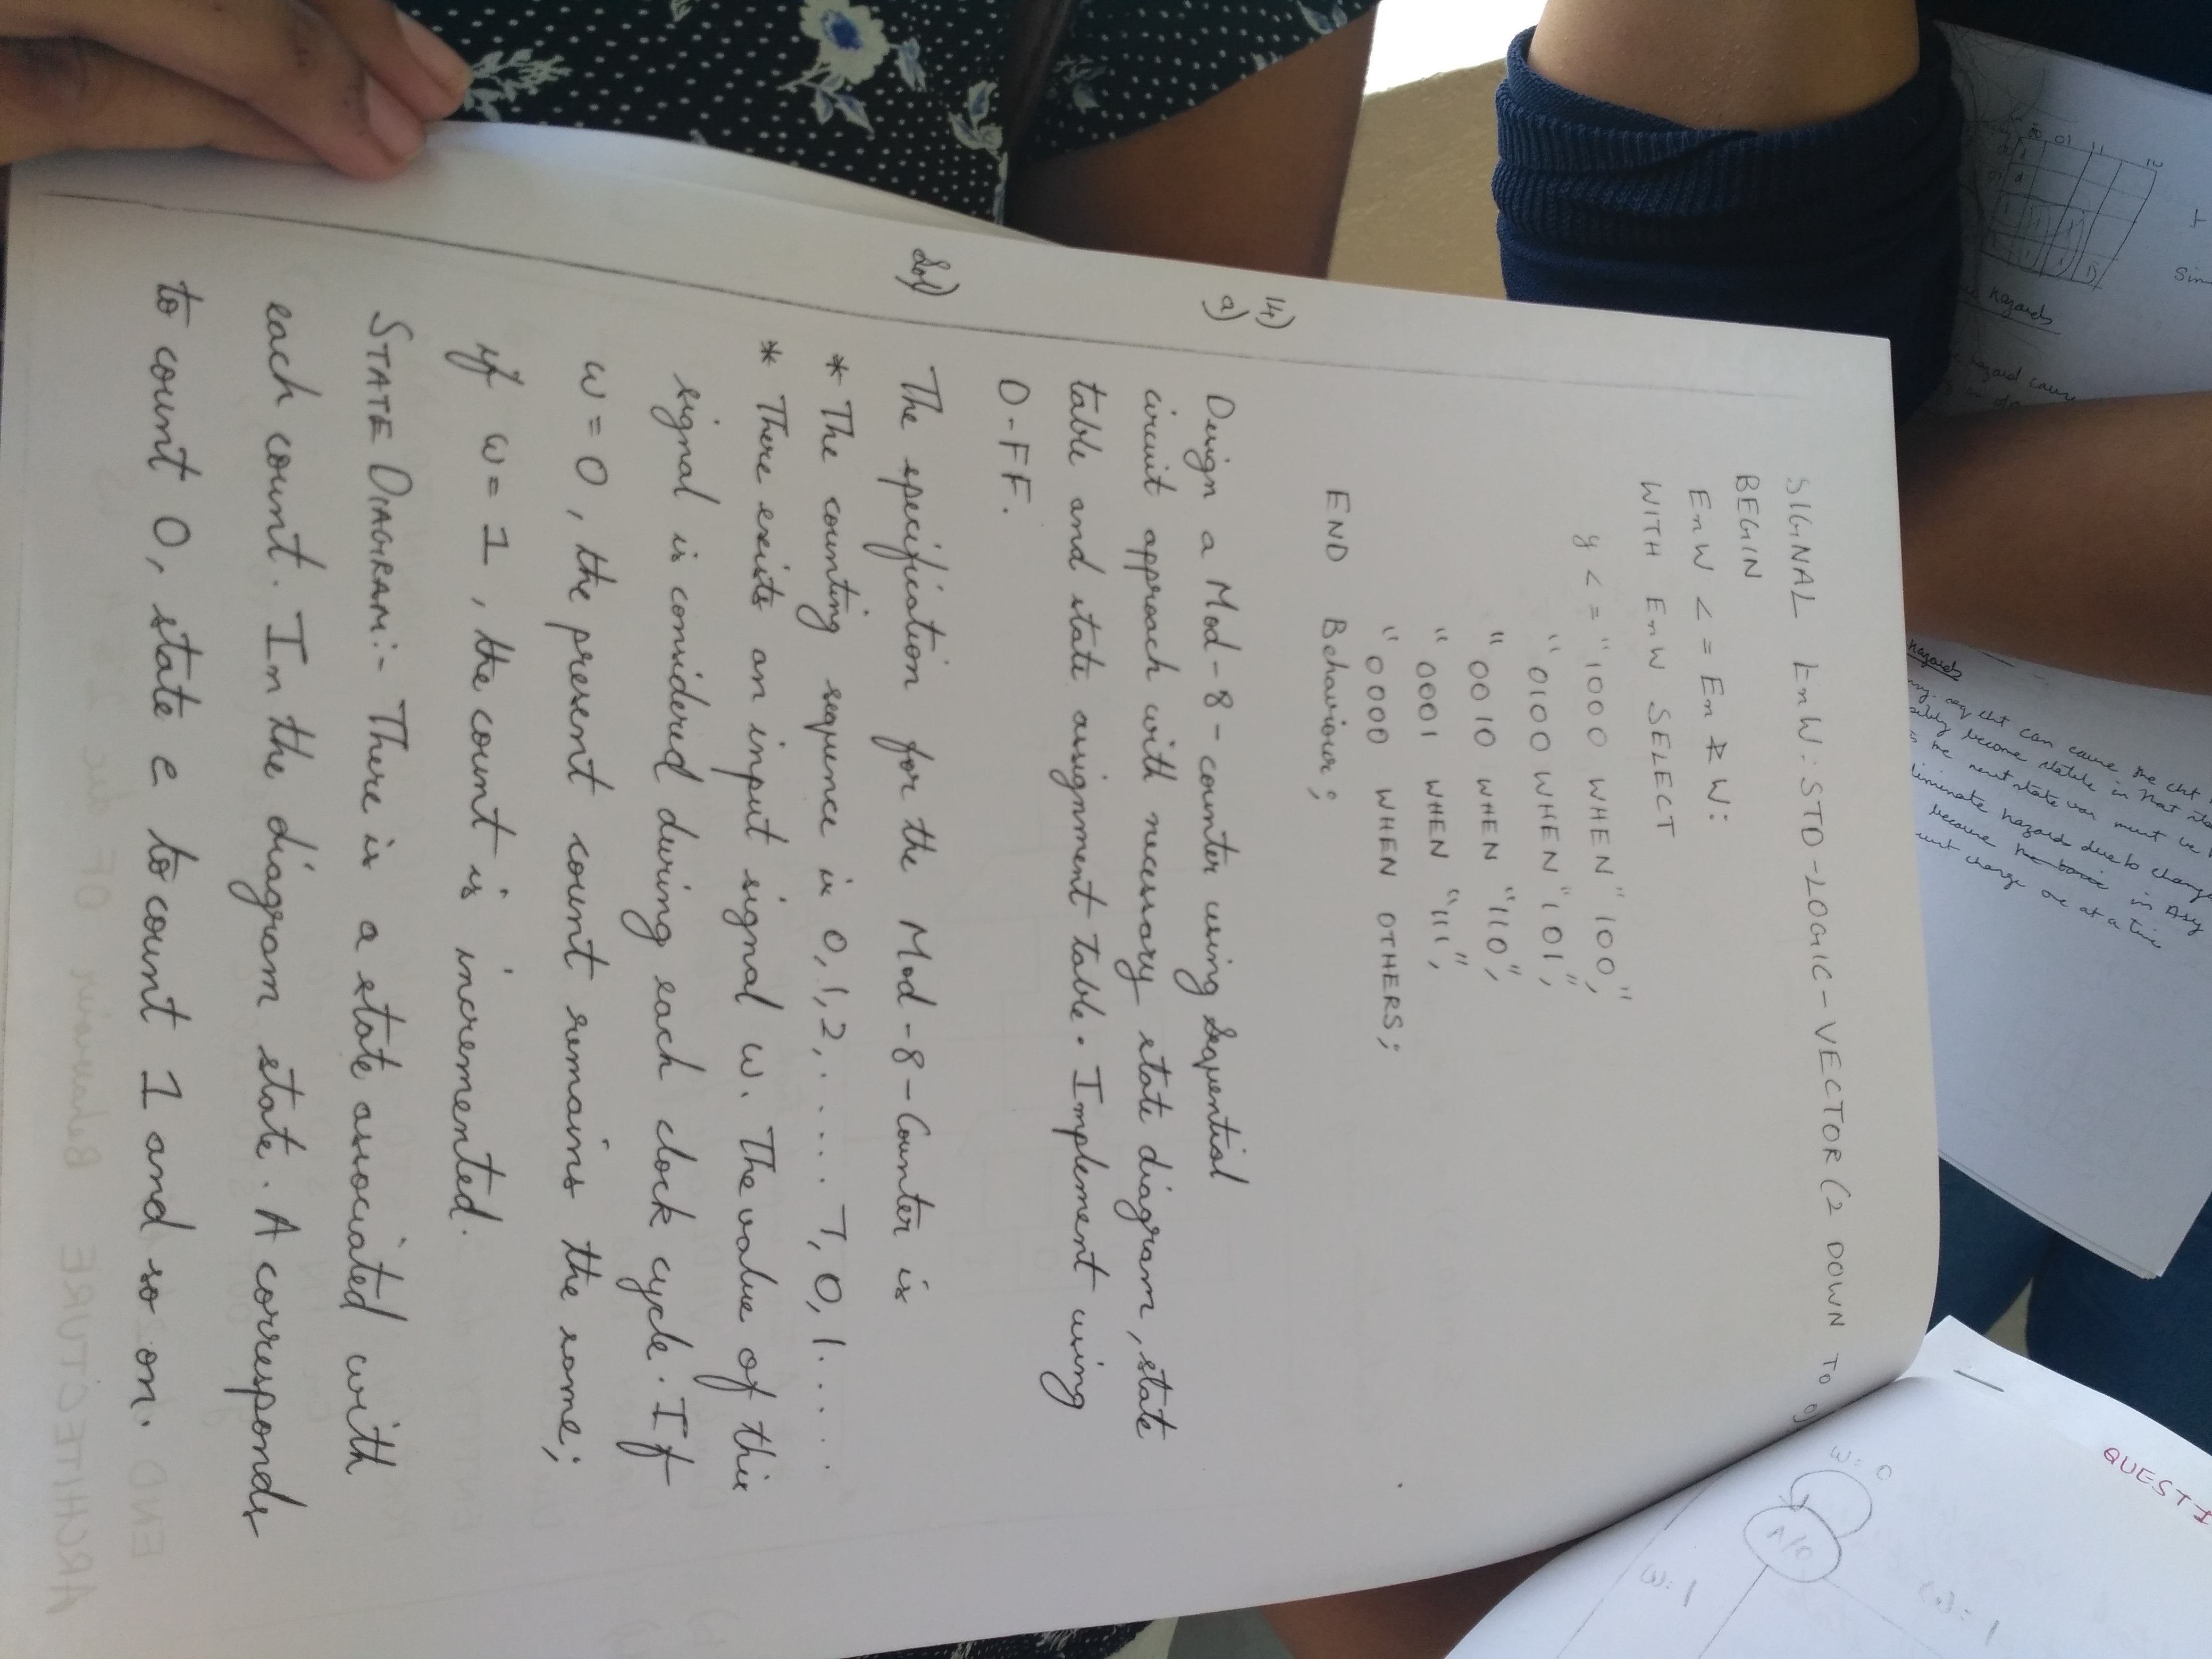 SIGNAL EnW : STD-LOGIC-VECTOR (2 DOWN TO 0)
BEGIN
EnW <= En & W:
WITH EnW SELECT
y <= "1000 WHEN "100,"
"0100 WHEN "101,"
"0010 WHEN "110,"
"0001 WHEN "111,"
"0000 WHEN OTHERS;
END Behaviour;
4)
a) Design a Mod-8-counter using Sequential
circuit approach with necessary state diagram, state
table and state assignment table. Implement using
D-FF.
Sol) The specification for the Mod-8-Counter is
* The counting sequence is 0,1,2,.....7,0,1.....
* There exists an input signal w. The value of this
signal is considered during each clock cycle. If
w=0, the present count remains the same;
if w=1, the count is incremented.
STATE DIAGRAM:- There is a state associated with
each count. In the diagram state. A corresponds
to count 0, state e to count 1 and so on.
QUESTI
w=0
A/0
w=1
w=1
hazards
hazard cause
hazards
can cause the ckt
become stable in that
the next state var must be
eliminate hazard due to change
because in Asy
change one at a time
00 01 11 10